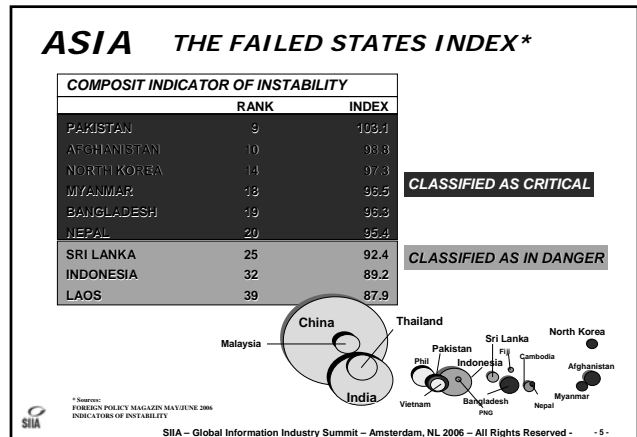 ASIA THE FAILED STATES INDEX*
COMPOSIT INDICATOR OF INSTABILITY
RANK INDEX
PAKISTAN 9 103.1
AFGHANISTAN 10 98.8
NORTH KOREA 14 97.3
MYANMAR 18 96.5
BANGLADESH 19 96.3
NEPAL 20 95.4
CLASSIFIED AS CRITICAL
SRI LANKA 25 92.4
INDONESIA 32 89.2
LAOS 39 87.9
CLASSIFIED AS IN DANGER
China
Thailand
Malaysia
India
Phil
Pakistan
Vietnam
Indonesia
PNG
Sri Lanka
Fiji
Bangladesh
Cambodia
Nepal
North Korea
Afghanistan
Myanmar
* Sources:
FOREIGN POLICY MAGAZIN MAY/JUNE 2006
INDICATORS OF INSTABILITY
SIIA
SIIA – Global Information Industry Summit – Amsterdam, NL 2006 – All Rights Reserved - - 5 -